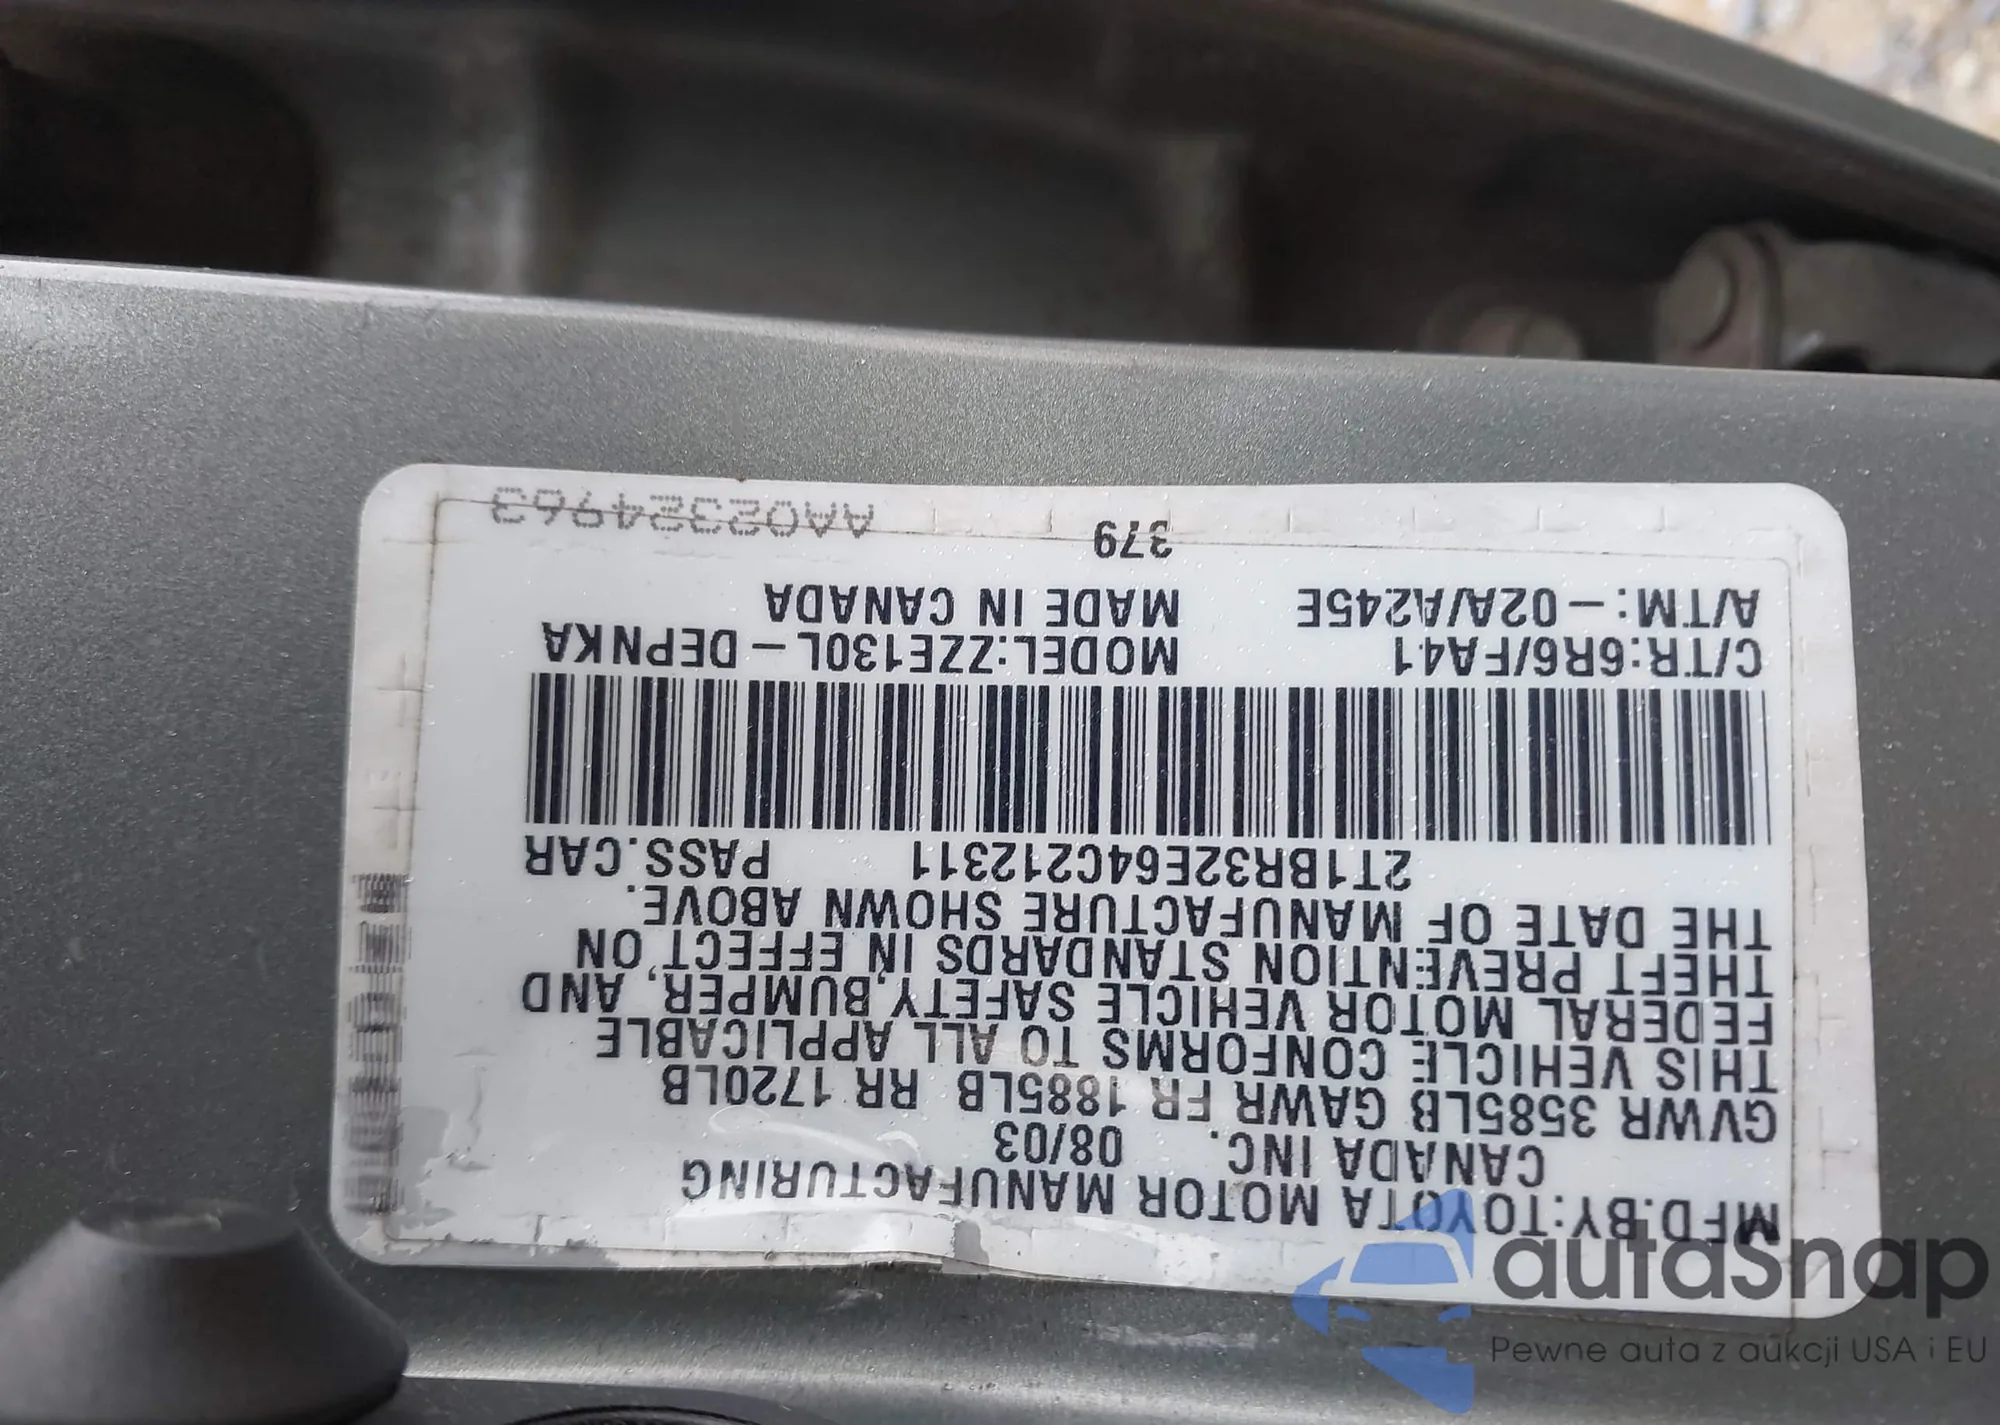 MFD.BY:TOYOTA MOTOR MANUFACTURING
CANADA INC. 08/03
GVWR 3585LB GAWR FR 1885LB RR 1720LB
THIS VEHICLE CONFORMS TO ALL APPLICABLE
FEDERAL MOTOR VEHICLE SAFETY,BUMPER, AND
THEFT PREVENTION STANDARDS IN EFFECT ON
THE DATE OF MANUFACTURE SHOWN ABOVE.
2T1BR32E64C212311 PASS.CAR
C/TR:6R6/FA41 MODEL:ZZE130L-DEPNKA
A/TM:-02A/A245E MADE IN CANADA
379
AA02324963
autaSnap
Pewne auta z aukcji USA i EU